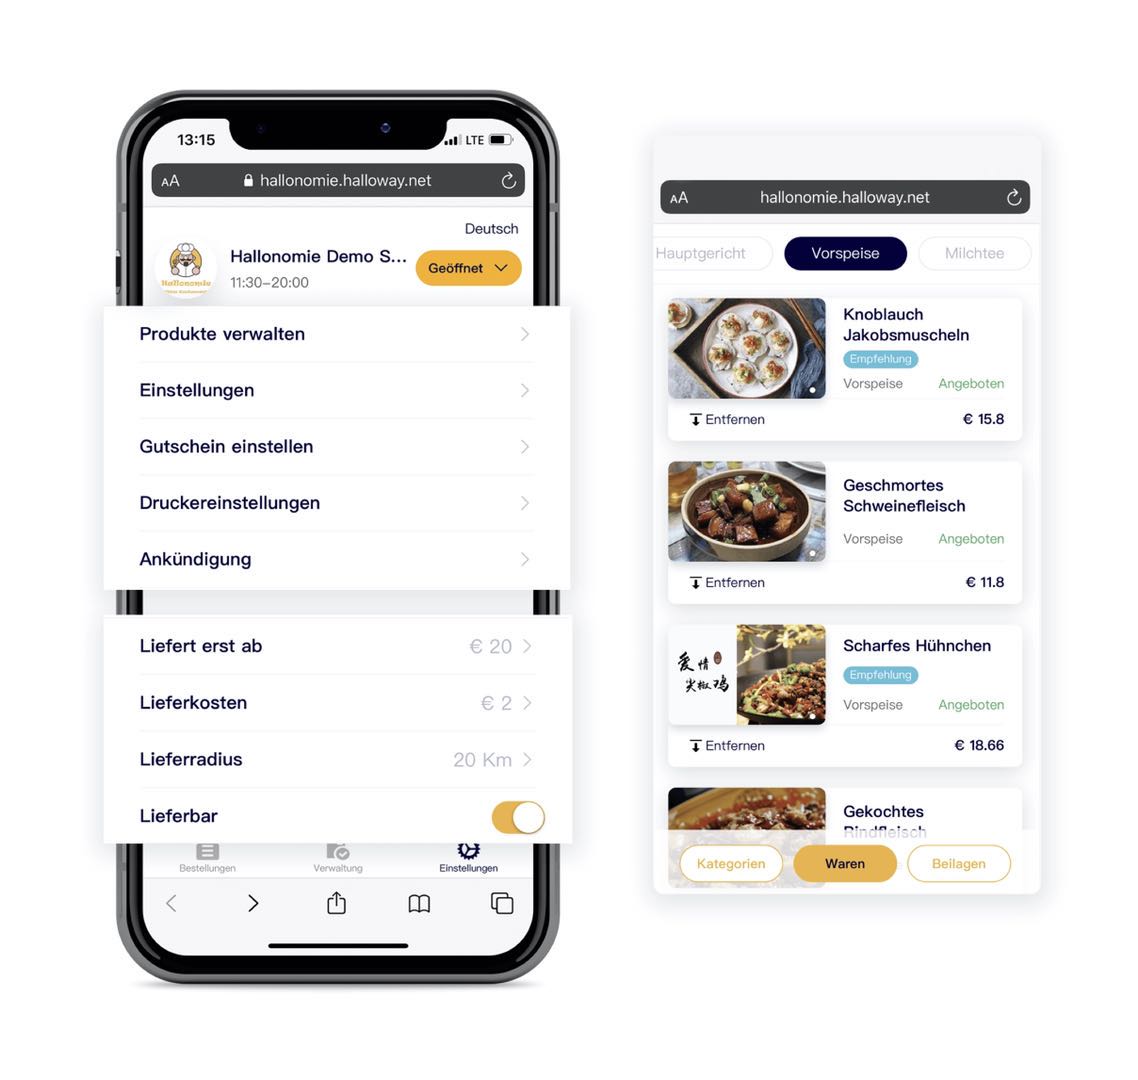 13:15
LTE
AA
hallonomie.halloway.net
Deutsch
Hallonomie
Hallonomie Demo S...
11:30–20:00
Geöffnet
Produkte verwalten
Einstellungen
Gutschein einstellen
Druckereinstellungen
Ankündigung
Liefert erst ab
€ 20
Lieferkosten
€ 2
Lieferradius
20 Km
Lieferbar
Bestellungen
Verwaltung
Einstellungen
AA
hallonomie.halloway.net
Hauptgericht
Vorspeise
Milchtee
Knoblauch
Jakobsmuscheln
Empfehlung
Vorspeise
Angeboten
Entfernen
€ 15.8
Geschmortes
Schweinefleisch
Vorspeise
Angeboten
Entfernen
€ 11.8
爱情
尖椒鸡
Scharfes Hühnchen
Empfehlung
Vorspeise
Angeboten
Entfernen
€ 18.66
Gekochtes
Rindfleisch
Kategorien
Waren
Beilagen